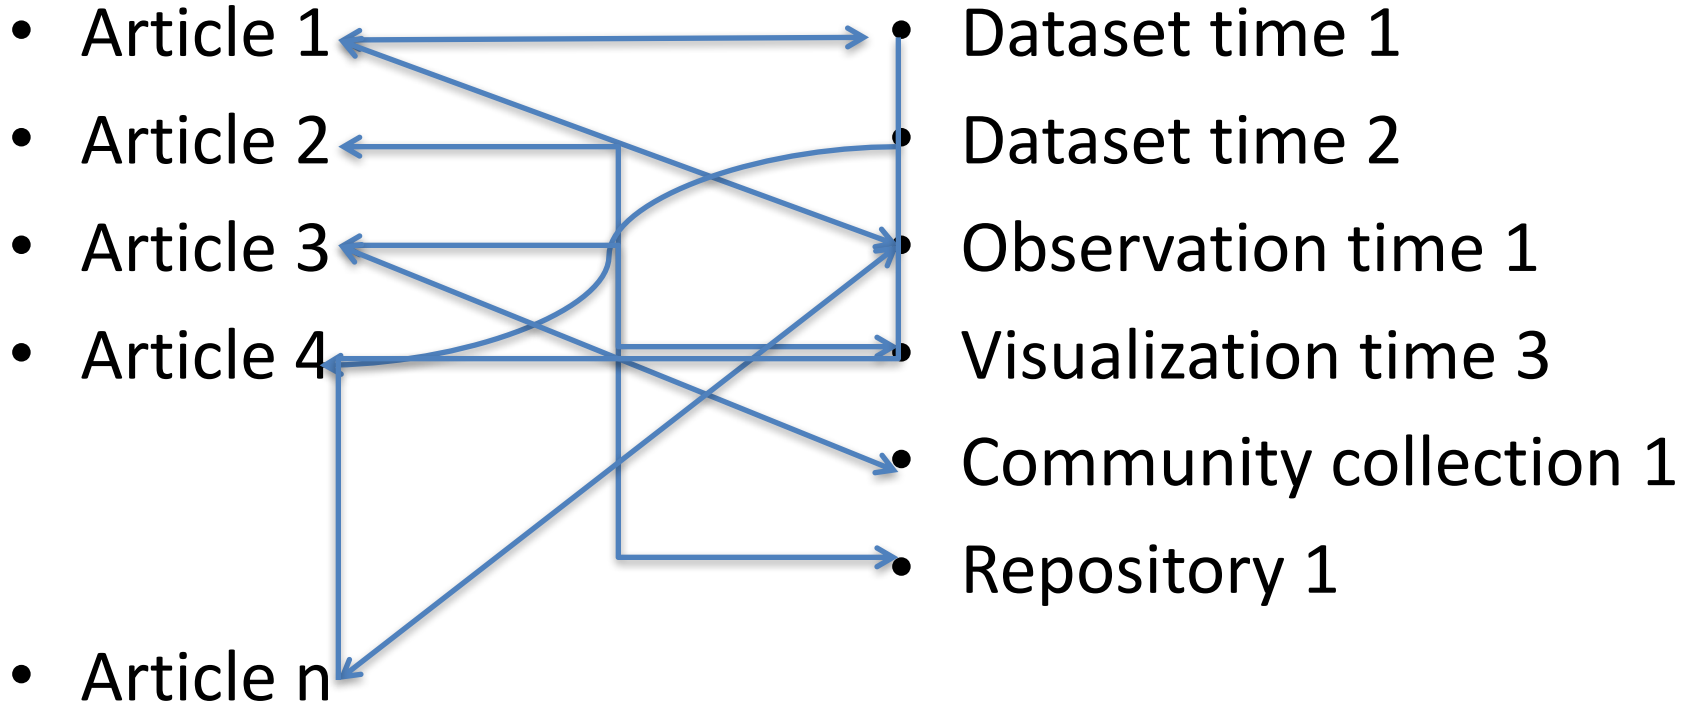 • Article 1
• Article 2
• Article 3
• Article 4
• Article n
• Dataset time 1
• Dataset time 2
• Observation time 1
• Visualization time 3
• Community collection 1
• Repository 1